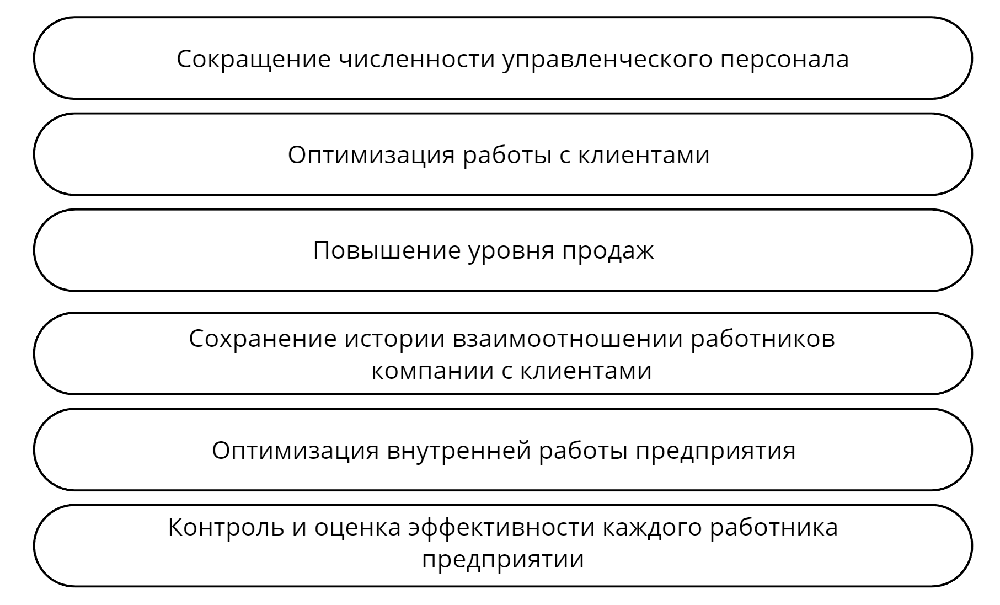 Сокращение численности управленческого персонала
Оптимизация работы с клиентами
Повышение уровня продаж
Сохранение истории взаимоотношении работников
компании с клиентами
Оптимизация внутренней работы предприятия
Контроль и оценка эффективности каждого работника
предприятии